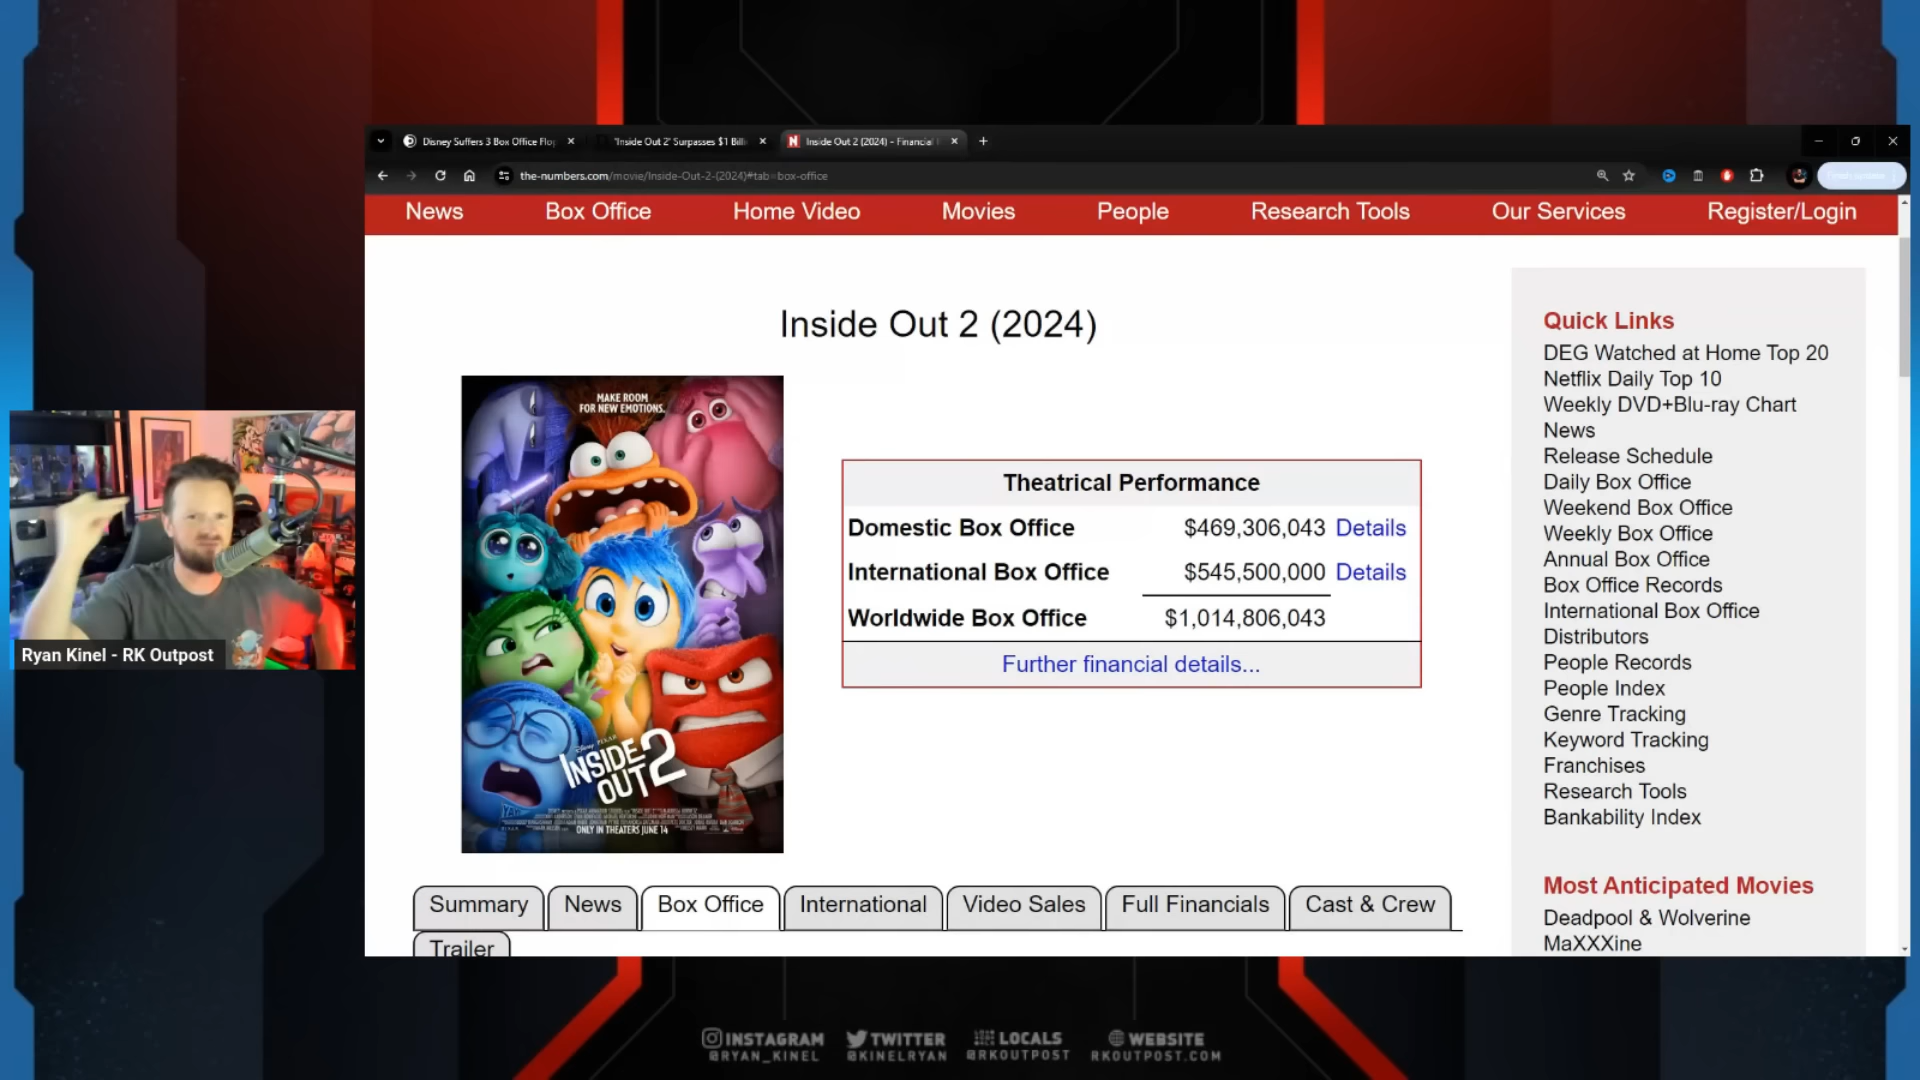 Disney Suffers 3 Box Office Flo
'Inside Out 2' Surpasses $1 Billi
Inside Out 2 (2024) - Financial
the-numbers.com/movie/Inside-Out-2-(2024)#tab=box-office
News Box Office Home Video Movies People Research Tools Our Services Register/Login
Inside Out 2 (2024)
MAKE ROOM
FOR NEW EMOTIONS.
DISNEY PIXAR
INSIDE
OUT 2
ONLY IN THEATERS JUNE 14
Theatrical Performance
Domestic Box Office $469,306,043 Details
International Box Office $545,500,000 Details
Worldwide Box Office $1,014,806,043
Further financial details...
Summary News Box Office International Video Sales Full Financials Cast & Crew
Trailer
Quick Links
DEG Watched at Home Top 20
Netflix Daily Top 10
Weekly DVD+Blu-ray Chart
News
Release Schedule
Daily Box Office
Weekend Box Office
Weekly Box Office
Annual Box Office
Box Office Records
International Box Office
Distributors
People Records
People Index
Genre Tracking
Keyword Tracking
Franchises
Research Tools
Bankability Index
Most Anticipated Movies
Deadpool & Wolverine
MaXXXine
Ryan Kinel - RK Outpost
INSTAGRAM TWITTER LOCALS WEBSITE
@RYAN_KINEL @KINELRYAN @RKOUTPOST RKOUTPOST.COM